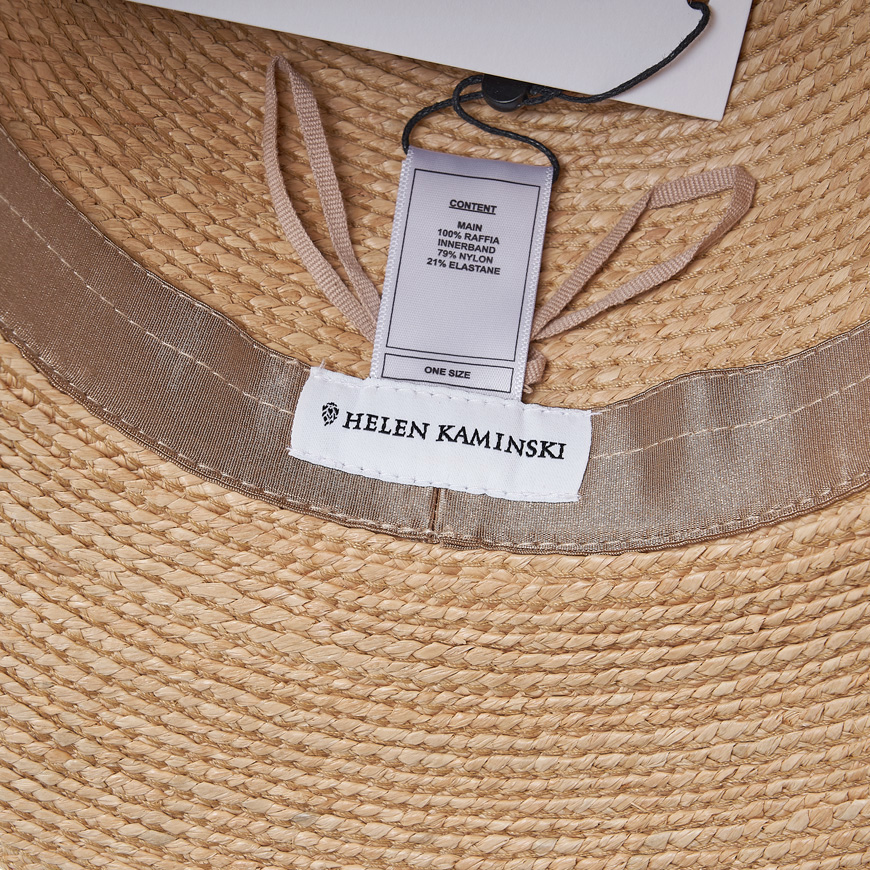 CONTENT
MAIN
100% RAFFIA
INNERBAND
79% NYLON
21% ELASTANE
ONE SIZE
HELEN KAMINSKI